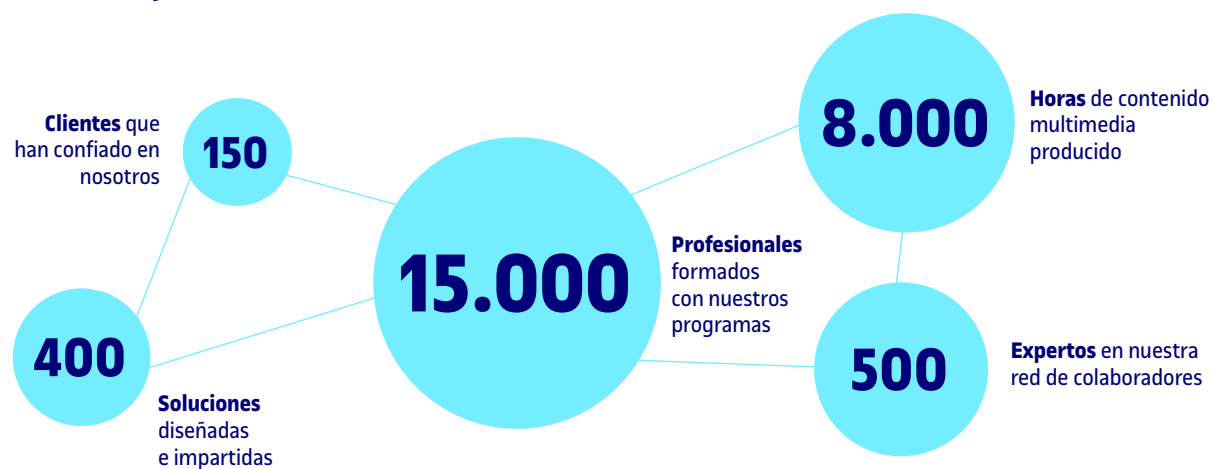 Clientes que
han confiado en
nosotros
150
400
Soluciones
diseñadas
e impartidas
15.000
Profesionales
formados
con nuestros
programas
8.000
Horas de contenido
multimedia
producido
500
Expertos en nuestra
red de colaboradores